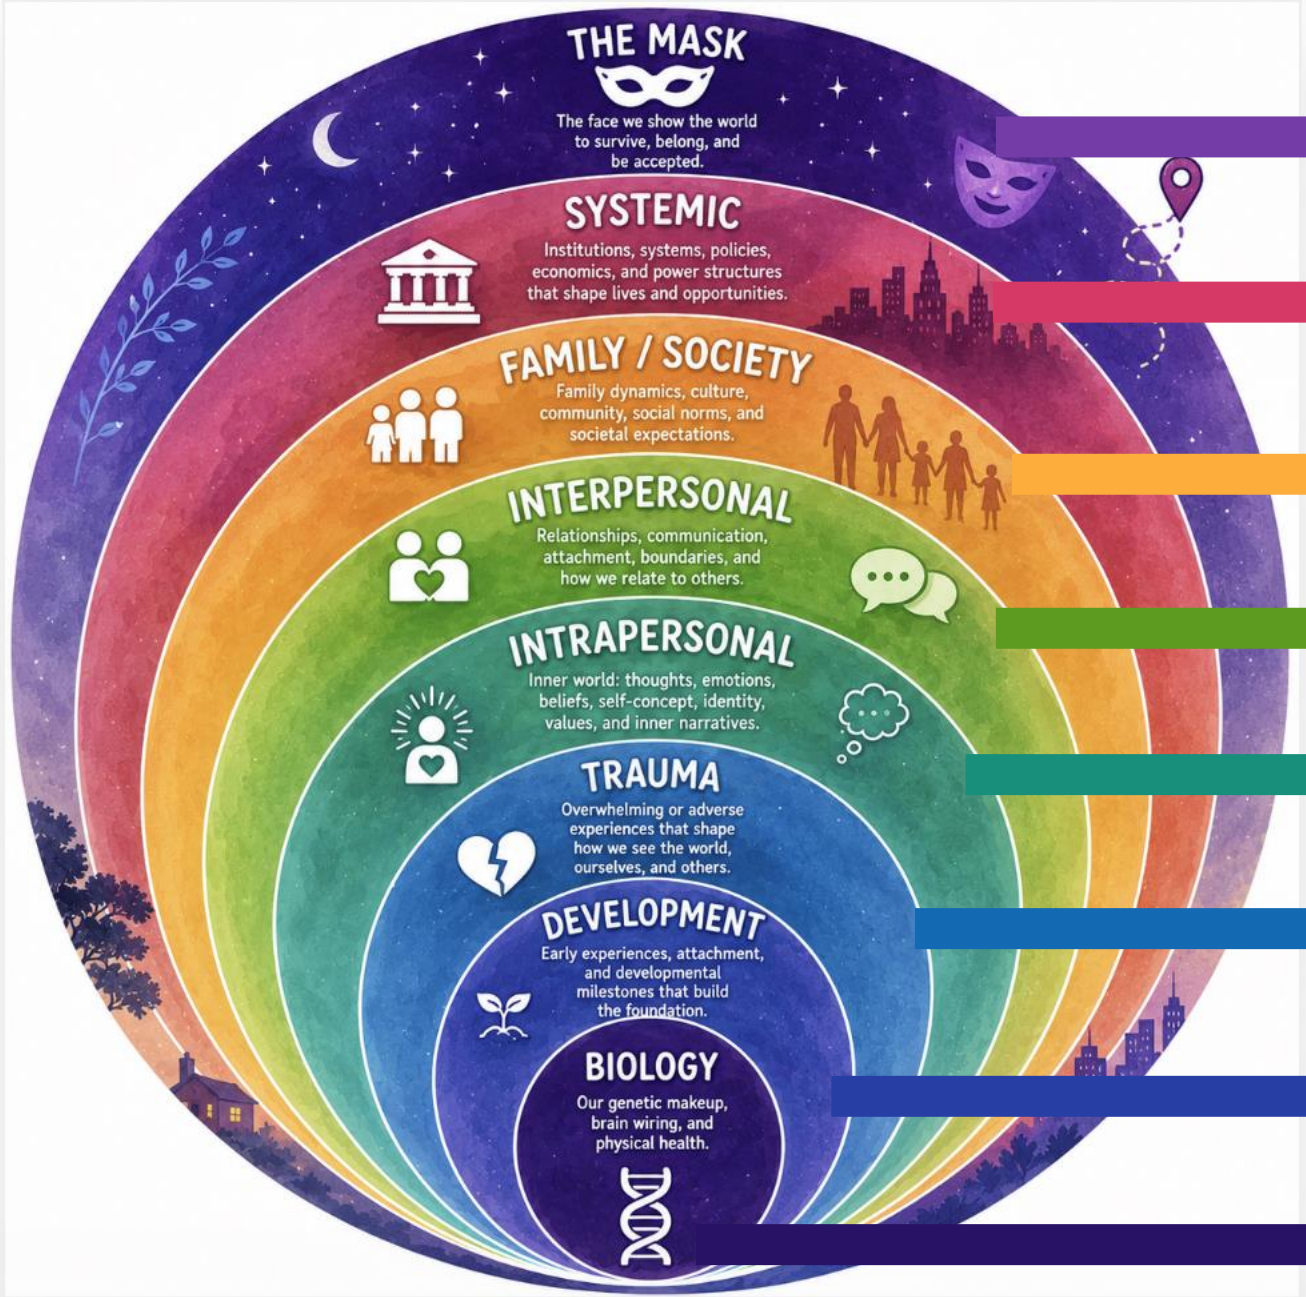 THE MASK
The face we show the world
to survive, belong, and
be accepted.
SYSTEMIC
Institutions, systems, policies,
economics, and power structures
that shape lives and opportunities.
FAMILY / SOCIETY
Family dynamics, culture,
community, social norms, and
societal expectations.
INTERPERSONAL
Relationships, communication,
attachment, boundaries, and
how we relate to others.
INTRAPERSONAL
Inner world: thoughts, emotions,
beliefs, self-concept, identity,
values, and inner narratives.
TRAUMA
Overwhelming or adverse
experiences that shape
how we see the world,
ourselves, and others.
DEVELOPMENT
Early experiences, attachment,
and developmental
milestones that build
the foundation.
BIOLOGY
Our genetic makeup,
brain wiring, and
physical health.